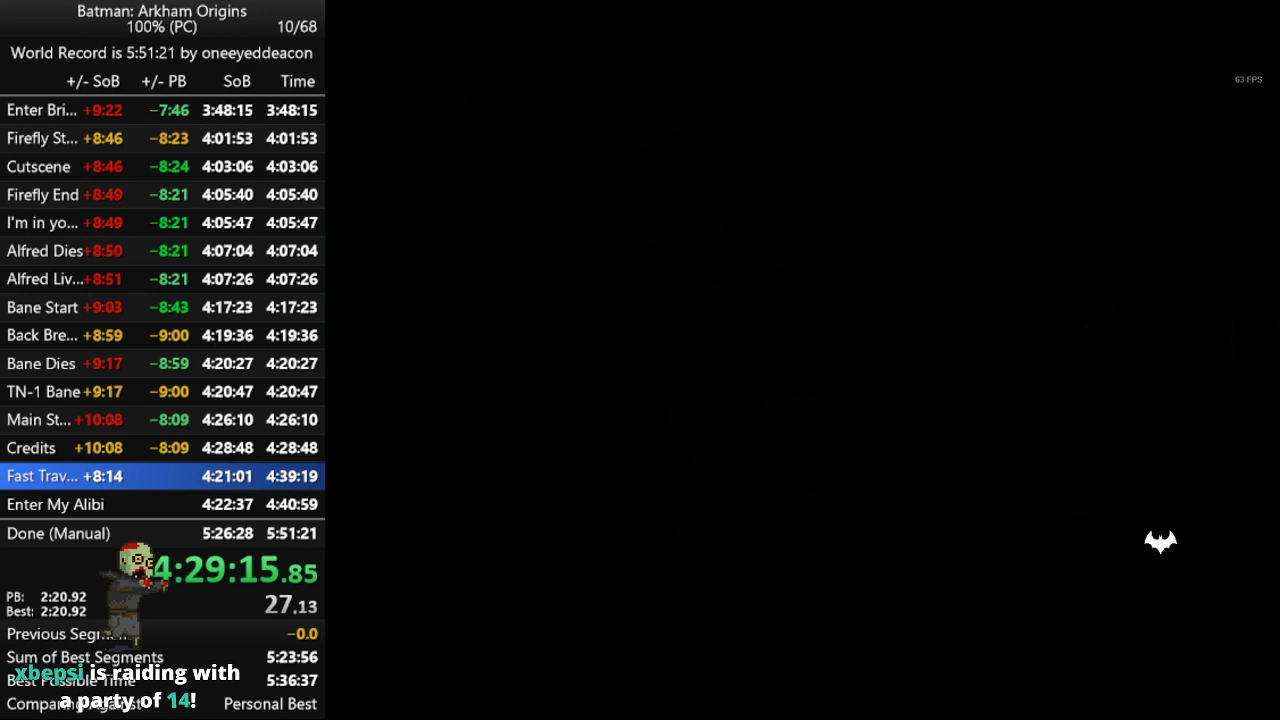 Batman: Arkham Origins
100% (PC) 10/68
World Record is 5:51:21 by oneeyeddeacon
+/- SoB +/- PB SoB Time
Enter Bri... +9:22 −7:46 3:48:15 3:48:15
Firefly St... +8:46 −8:23 4:01:53 4:01:53
Cutscene +8:46 −8:24 4:03:06 4:03:06
Firefly End +8:49 −8:21 4:05:40 4:05:40
I'm in yo... +8:49 −8:21 4:05:47 4:05:47
Alfred Dies +8:50 −8:21 4:07:04 4:07:04
Alfred Liv... +8:51 −8:21 4:07:26 4:07:26
Bane Start +9:03 −8:43 4:17:23 4:17:23
Back Bre... +8:59 −9:00 4:19:36 4:19:36
Bane Dies +9:17 −8:59 4:20:27 4:20:27
TN-1 Bane +9:17 −9:00 4:20:47 4:20:47
Main St... +10:08 −8:09 4:26:10 4:26:10
Credits +10:08 −8:09 4:28:48 4:28:48
Fast Trav... +8:14 4:21:01 4:39:19
Enter My Alibi 4:22:37 4:40:59
Done (Manual) 5:26:28 5:51:21
4:29:15.85
PB: 2:20.92 27.13
Best: 2:20.92
Previous Segm... −0.0
Sum of Best Segments 5:23:56
xbepsi is raiding with
Best Possible Time 5:36:37
a party of 14!
Comparing Against Personal Best
63 FPS